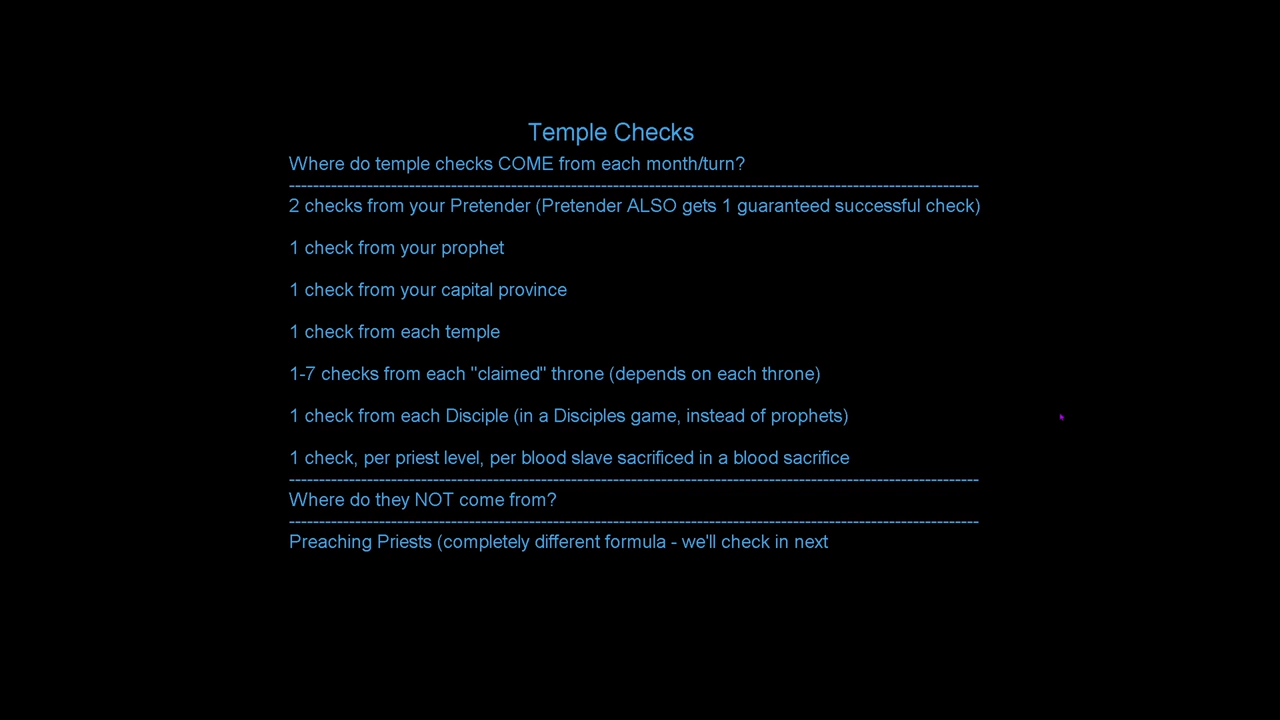 Temple Checks
Where do temple checks COME from each month/turn?
-------------------------------------------------------------------------------------------------------------------
2 checks from your Pretender (Pretender ALSO gets 1 guaranteed successful check)
1 check from your prophet
1 check from your capital province
1 check from each temple
1-7 checks from each "claimed" throne (depends on each throne)
1 check from each Disciple (in a Disciples game, instead of prophets)
1 check, per priest level, per blood slave sacrificed in a blood sacrifice
-------------------------------------------------------------------------------------------------------------------
Where do they NOT come from?
-------------------------------------------------------------------------------------------------------------------
Preaching Priests (completely different formula - we'll check in next